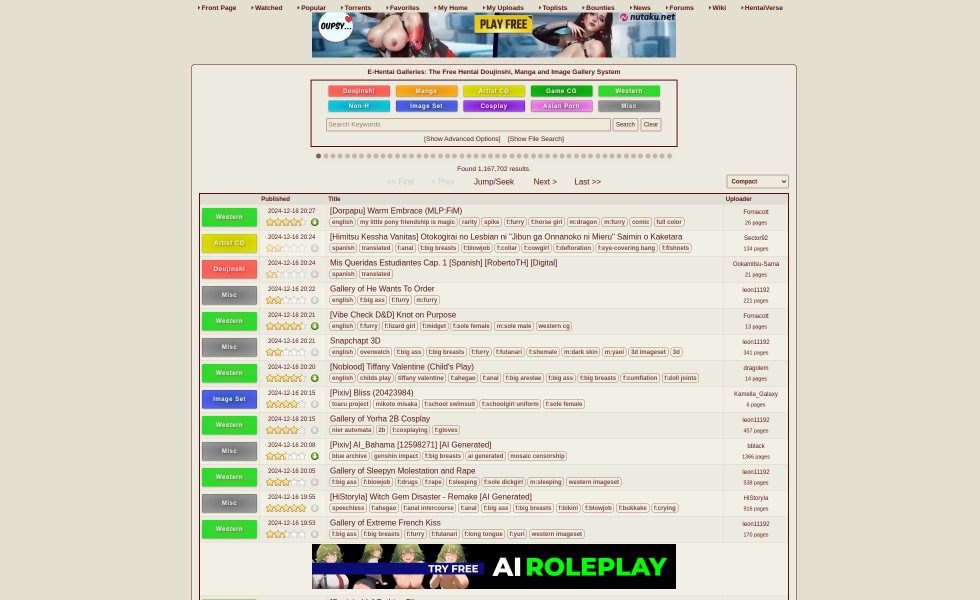 Front Page Watched Popular Torrents Favorites My Home My Uploads Toplists Bounties News Forums Wiki HentaiVerse
OUPSY... PLAY FREE nutaku.net
E-Hentai Galleries: The Free Hentai Doujinshi, Manga and Image Gallery System
Doujinshi Manga Artist CG Game CG Western
Non-H Image Set Cosplay Asian Porn Misc
Search Keywords Search Clear
[Show Advanced Options] [Show File Search]
Found 1,167,702 results.
<< First < Prev Jump/Seek Next > Last >> Compact
Published Title Uploader
Western 2024-12-16 20:27 [Dorpapu] Warm Embrace (MLP:FiM) Fornacott
english my little pony friendship is magic rarity spike f:furry f:horse girl m:dragon m:furry comic full color 26 pages
Artist CG 2024-12-16 20:24 [Himitsu Kessha Vanitas] Otokogirai no Lesbian ni "Jibun ga Onnanoko ni Mieru" Saimin o Kaketara Sector92
spanish translated f:anal f:big breasts f:blowjob f:collar f:cowgirl f:defloration f:eye-covering bang f:fishnets 134 pages
Doujinshi 2024-12-16 20:24 Mis Queridas Estudiantes Cap. 1 [Spanish] [RobertoTH] [Digital] Ookamitsu-Sama
spanish translated 21 pages
Misc 2024-12-16 20:22 Gallery of He Wants To Order leon11192
english f:big ass f:furry m:furry 221 pages
Western 2024-12-16 20:21 [Vibe Check D&D] Knot on Purpose Fornacott
english f:furry f:lizard girl f:midget f:sole female m:sole male western cg 13 pages
Misc 2024-12-16 20:21 Snapchapt 3D leon11192
english overwatch f:big ass f:big breasts f:furry f:futanari f:shemale m:dark skin m:yaoi 3d imageset 3d 341 pages
Western 2024-12-16 20:20 [Noblood] Tiffany Valentine (Child's Play) dragolem
english childs play tiffany valentine f:ahegao f:anal f:big areolae f:big ass f:big breasts f:cumflation f:doll joints 14 pages
Image Set 2024-12-16 20:15 [Pixiv] Bliss (20423984) Kamella_Galaxy
toaru project mikoto misaka f:school swimsuit f:schoolgirl uniform f:sole female 6 pages
Western 2024-12-16 20:15 Gallery of Yorha 2B Cosplay leon11192
nier automata 2b f:cosplaying f:gloves 457 pages
Misc 2024-12-16 20:08 [Pixiv] AI_Bahama [12598271] [AI Generated] bblack
blue archive genshin impact f:big breasts ai generated mosaic censorship 1366 pages
Western 2024-12-16 20:05 Gallery of Sleepyn Molestation and Rape leon11192
f:big ass f:blowjob f:drugs f:rape f:sleeping f:sole dickgirl m:sleeping western imageset 538 pages
Misc 2024-12-16 19:55 [HiStoryla] Witch Gem Disaster - Remake [AI Generated] HiStoryla
speechless f:ahegao f:anal intercourse f:anal f:big ass f:big breasts f:bikini f:blowjob f:bukkake f:crying 916 pages
Western 2024-12-16 19:53 Gallery of Extreme French Kiss leon11192
f:big ass f:big breasts f:furry f:futanari f:long tongue f:yuri western imageset 170 pages
TRY FREE AI ROLEPLAY